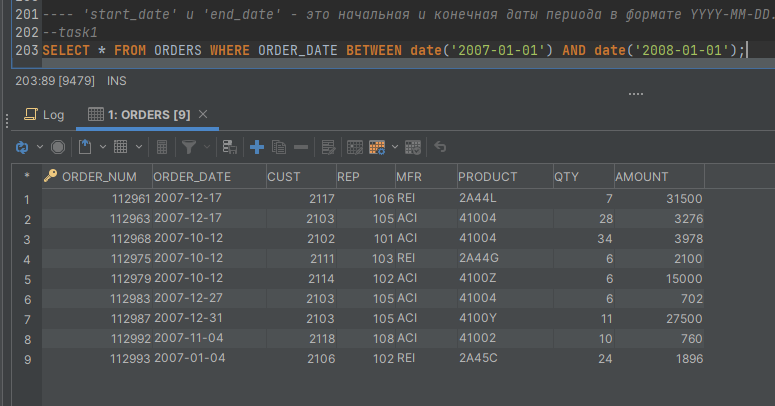 201 ---- 'start_date' и 'end_date' - это начальная и конечная даты периода в формате YYYY-MM-DD.
202 --task1
203 SELECT * FROM ORDERS WHERE ORDER_DATE BETWEEN date('2007-01-01') AND date('2008-01-01');
203:89 [9479] INS
Log 1: ORDERS [9]
* ORDER_NUM ORDER_DATE CUST REP MFR PRODUCT QTY AMOUNT
1 112961 2007-12-17 2117 106 REI 2A44L 7 31500
2 112963 2007-12-17 2103 105 ACI 41004 28 3276
3 112968 2007-10-12 2102 101 ACI 41004 34 3978
4 112975 2007-10-12 2111 103 REI 2A44G 6 2100
5 112979 2007-10-12 2114 102 ACI 4100Z 6 15000
6 112983 2007-12-27 2103 105 ACI 41004 6 702
7 112987 2007-12-31 2103 105 ACI 4100Y 11 27500
8 112992 2007-11-04 2118 108 ACI 41002 10 760
9 112993 2007-01-04 2106 102 REI 2A45C 24 1896